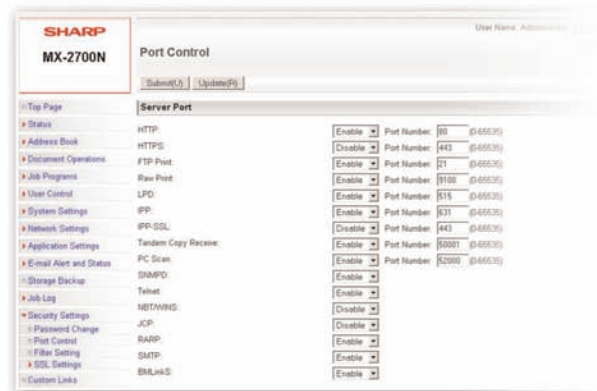 SHARP
MX-2700N
User Name: Administrator
Port Control
Submit(U) Update(R)
Top Page
Status
Address Book
Document Operations
Job Programs
User Control
System Settings
Network Settings
Application Settings
E-mail Alert and Status
Storage Backup
Job Log
Security Settings
Password Change
Port Control
Filter Setting
SSL Settings
Custom Links
Server Port
HTTP: Enable Port Number: 80 (0-65535)
HTTPS: Disable Port Number: 443 (0-65535)
FTP Print: Enable Port Number: 21 (0-65535)
Raw Print: Enable Port Number: 9100 (0-65535)
LPD: Enable Port Number: 515 (0-65535)
IPP: Enable Port Number: 631 (0-65535)
IPP-SSL: Disable Port Number: 443 (0-65535)
Tandem Copy Receive: Enable Port Number: 50001 (0-65535)
PC Scan: Enable Port Number: 52000 (0-65535)
SNMPD: Enable
Telnet: Enable
NBT/WINS: Disable
JCP: Disable
RARP: Enable
SMTP: Enable
BMLinkS: Enable